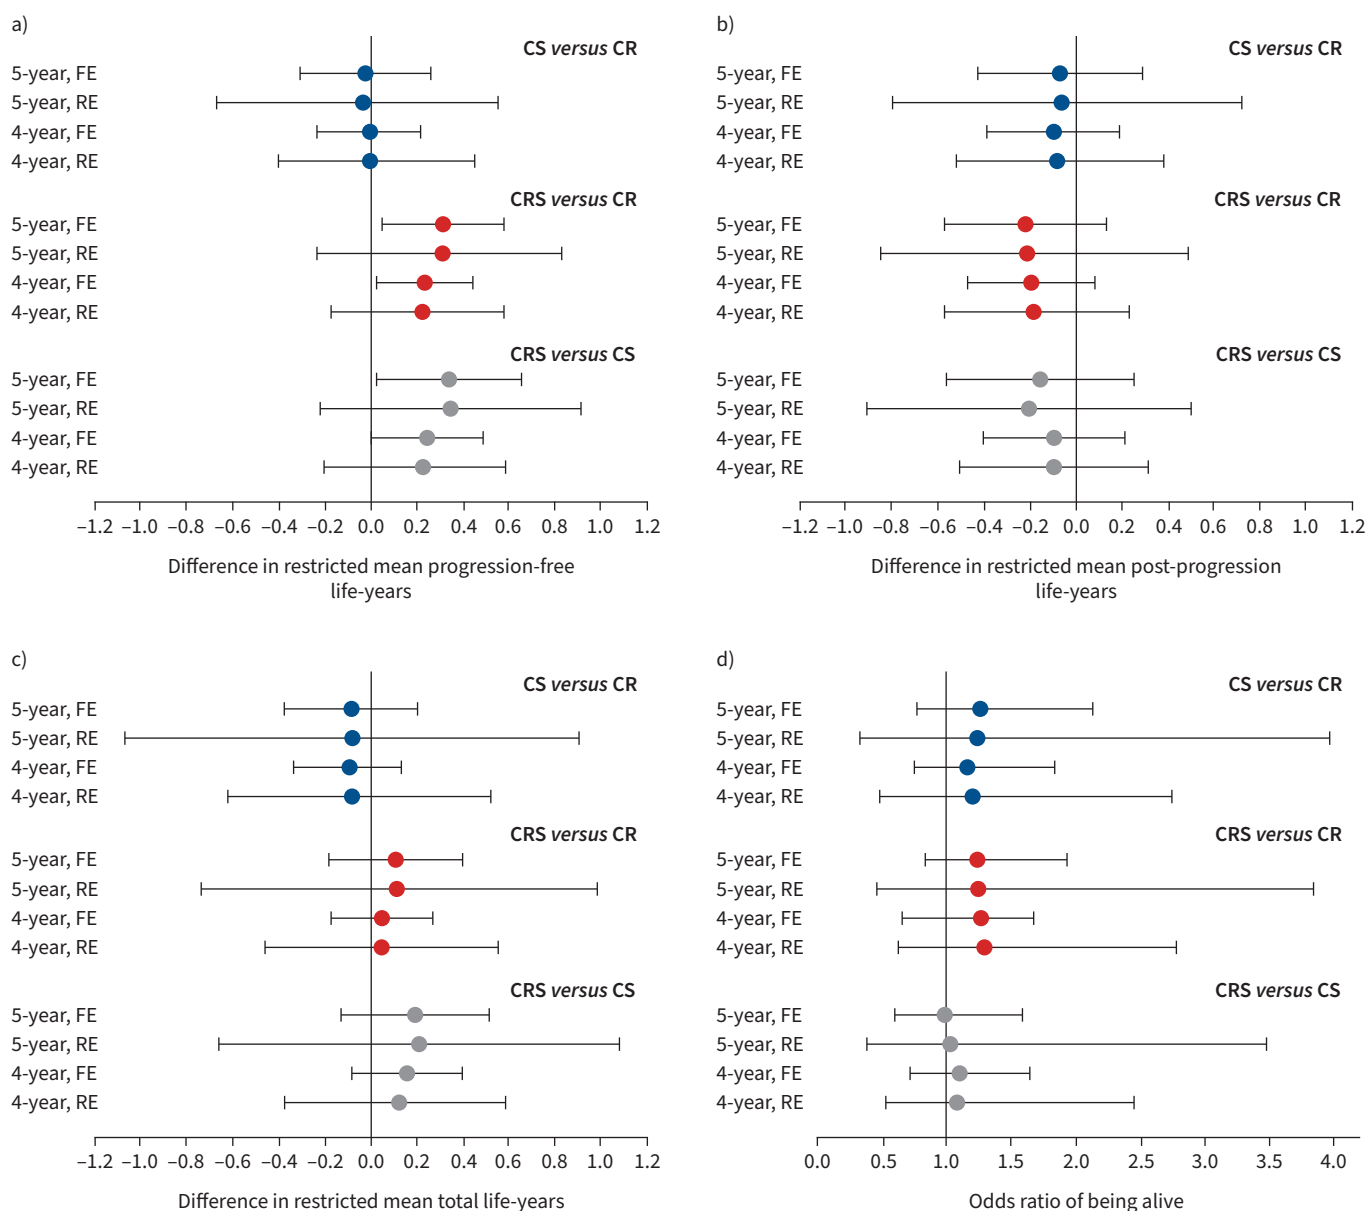 a)
CS versus CR
5-year, FE
5-year, RE
4-year, FE
4-year, RE
CRS versus CR
5-year, FE
5-year, RE
4-year, FE
4-year, RE
CRS versus CS
5-year, FE
5-year, RE
4-year, FE
4-year, RE
–1.2 –1.0 –0.8 –0.6 –0.4 –0.2 0.0 0.2 0.4 0.6 0.8 1.0 1.2
Difference in restricted mean progression-free
life-years
b)
CS versus CR
5-year, FE
5-year, RE
4-year, FE
4-year, RE
CRS versus CR
5-year, FE
5-year, RE
4-year, FE
4-year, RE
CRS versus CS
5-year, FE
5-year, RE
4-year, FE
4-year, RE
–1.2 –1.0 –0.8 –0.6 –0.4 –0.2 0.0 0.2 0.4 0.6 0.8 1.0 1.2
Difference in restricted mean post-progression
life-years
c)
CS versus CR
5-year, FE
5-year, RE
4-year, FE
4-year, RE
CRS versus CR
5-year, FE
5-year, RE
4-year, FE
4-year, RE
CRS versus CS
5-year, FE
5-year, RE
4-year, FE
4-year, RE
–1.2 –1.0 –0.8 –0.6 –0.4 –0.2 0.0 0.2 0.4 0.6 0.8 1.0 1.2
Difference in restricted mean total life-years
d)
CS versus CR
5-year, FE
5-year, RE
4-year, FE
4-year, RE
CRS versus CR
5-year, FE
5-year, RE
4-year, FE
4-year, RE
CRS versus CS
5-year, FE
5-year, RE
4-year, FE
4-year, RE
0.0 0.5 1.0 1.5 2.0 2.5 3.0 3.5 4.0
Odds ratio of being alive